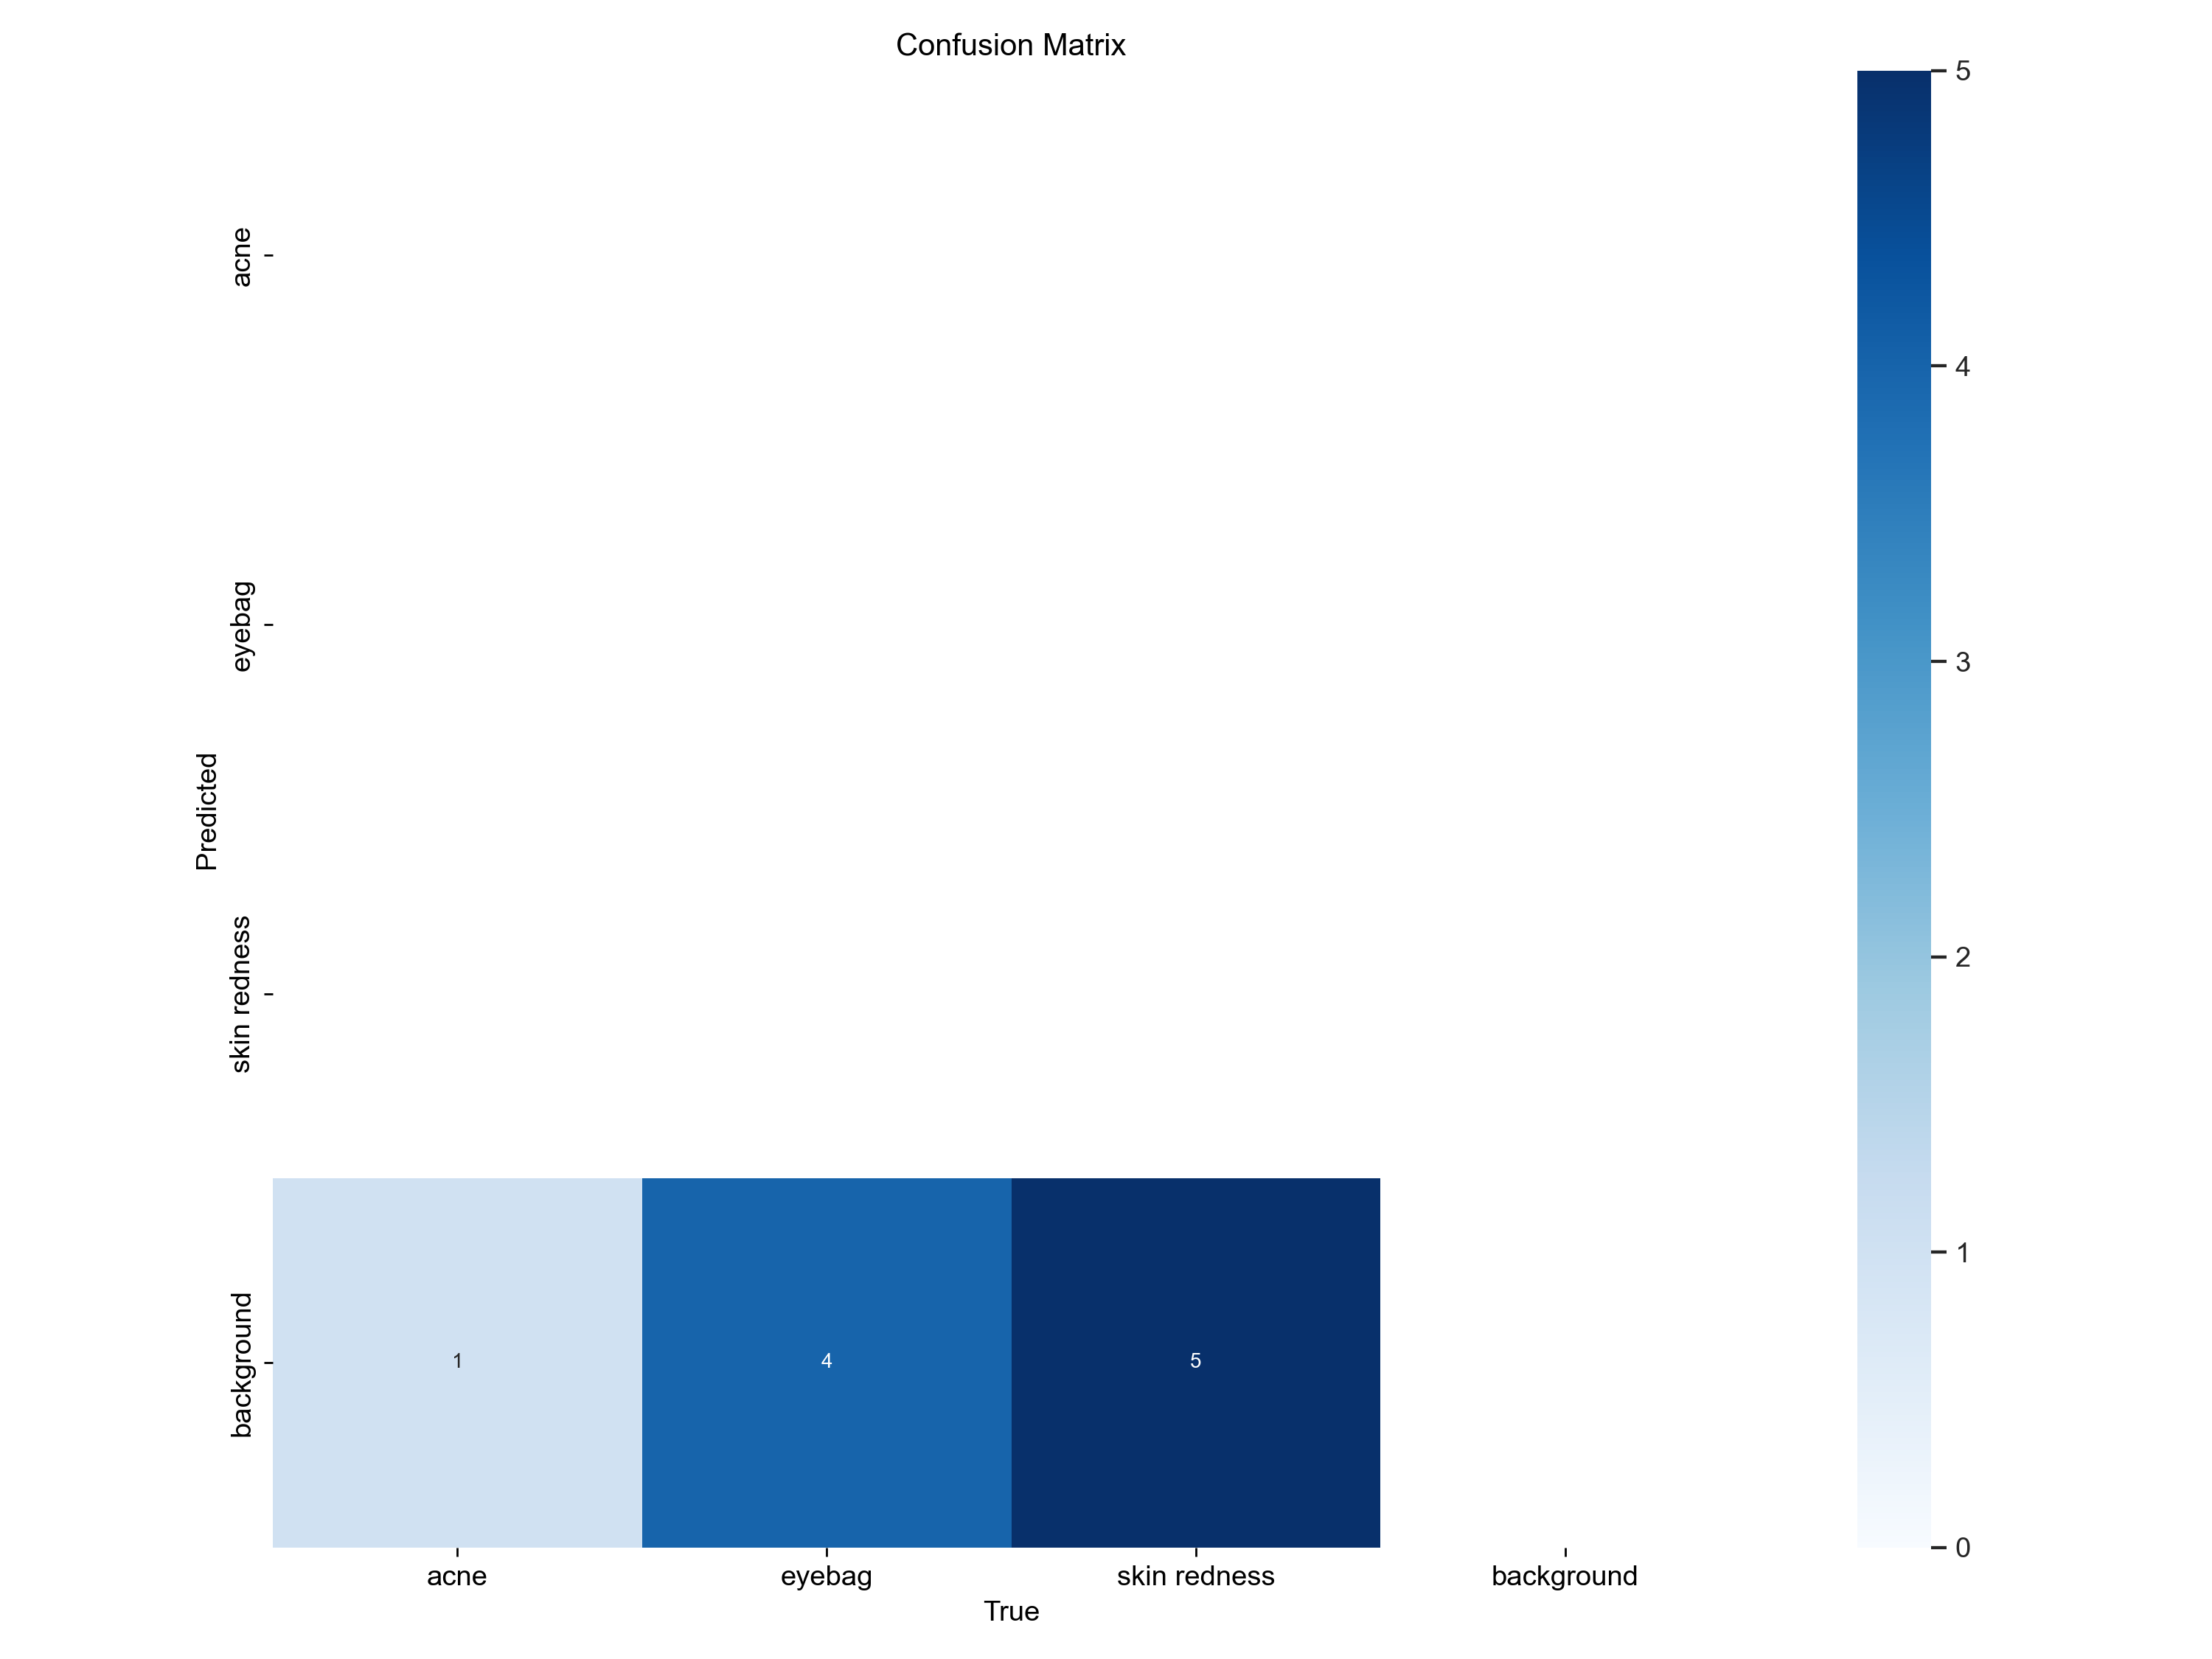 Confusion Matrix
5
4
3
2
1
0
Predicted
acne
eyebag
skin redness
background
1
4
5
acne
eyebag
skin redness
background
True